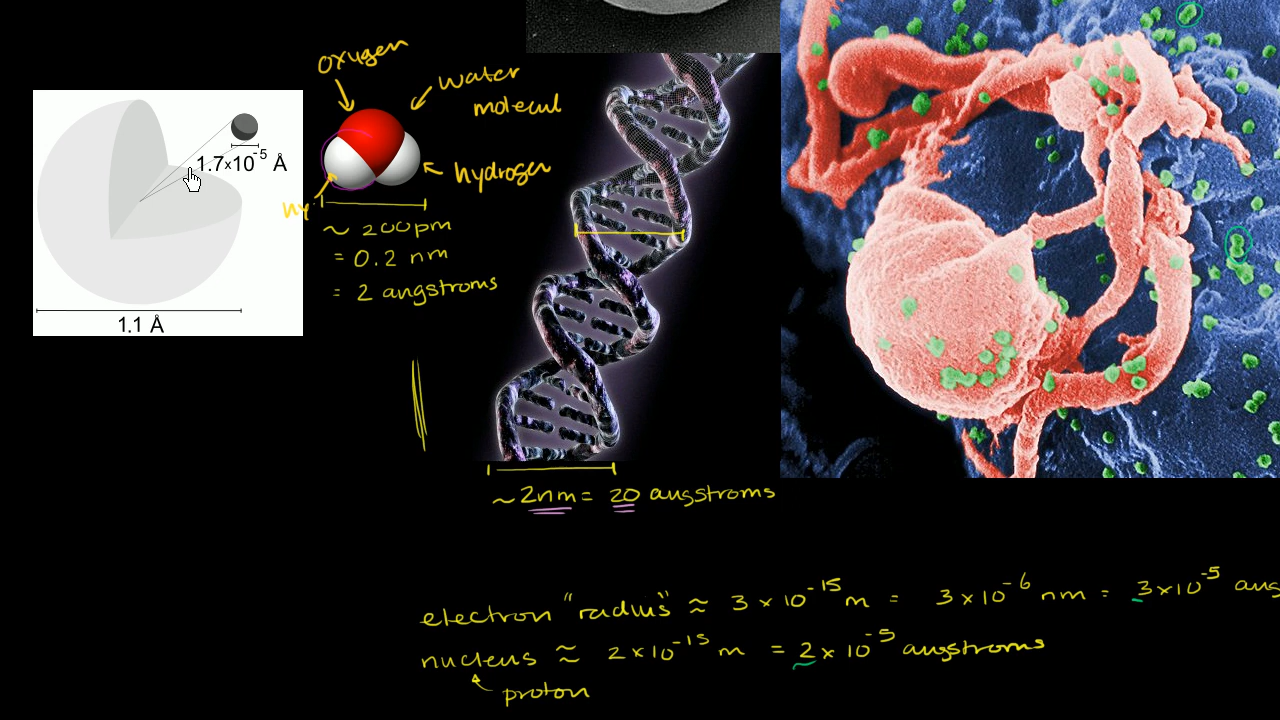 1.7×10⁻⁵ Å
1.1 Å
oxygen
water
molecul
hydrogen
hy
~ 200pm
= 0.2 nm
= 2 angstroms
~2nm = 20 angstroms
electron "radius" ≈ 3 × 10⁻¹⁵ m = 3×10⁻⁶ nm = 3×10⁻⁵ ang
nucleus ≈ 2×10⁻¹⁵ m = 2 × 10⁻⁵ angstroms
proton